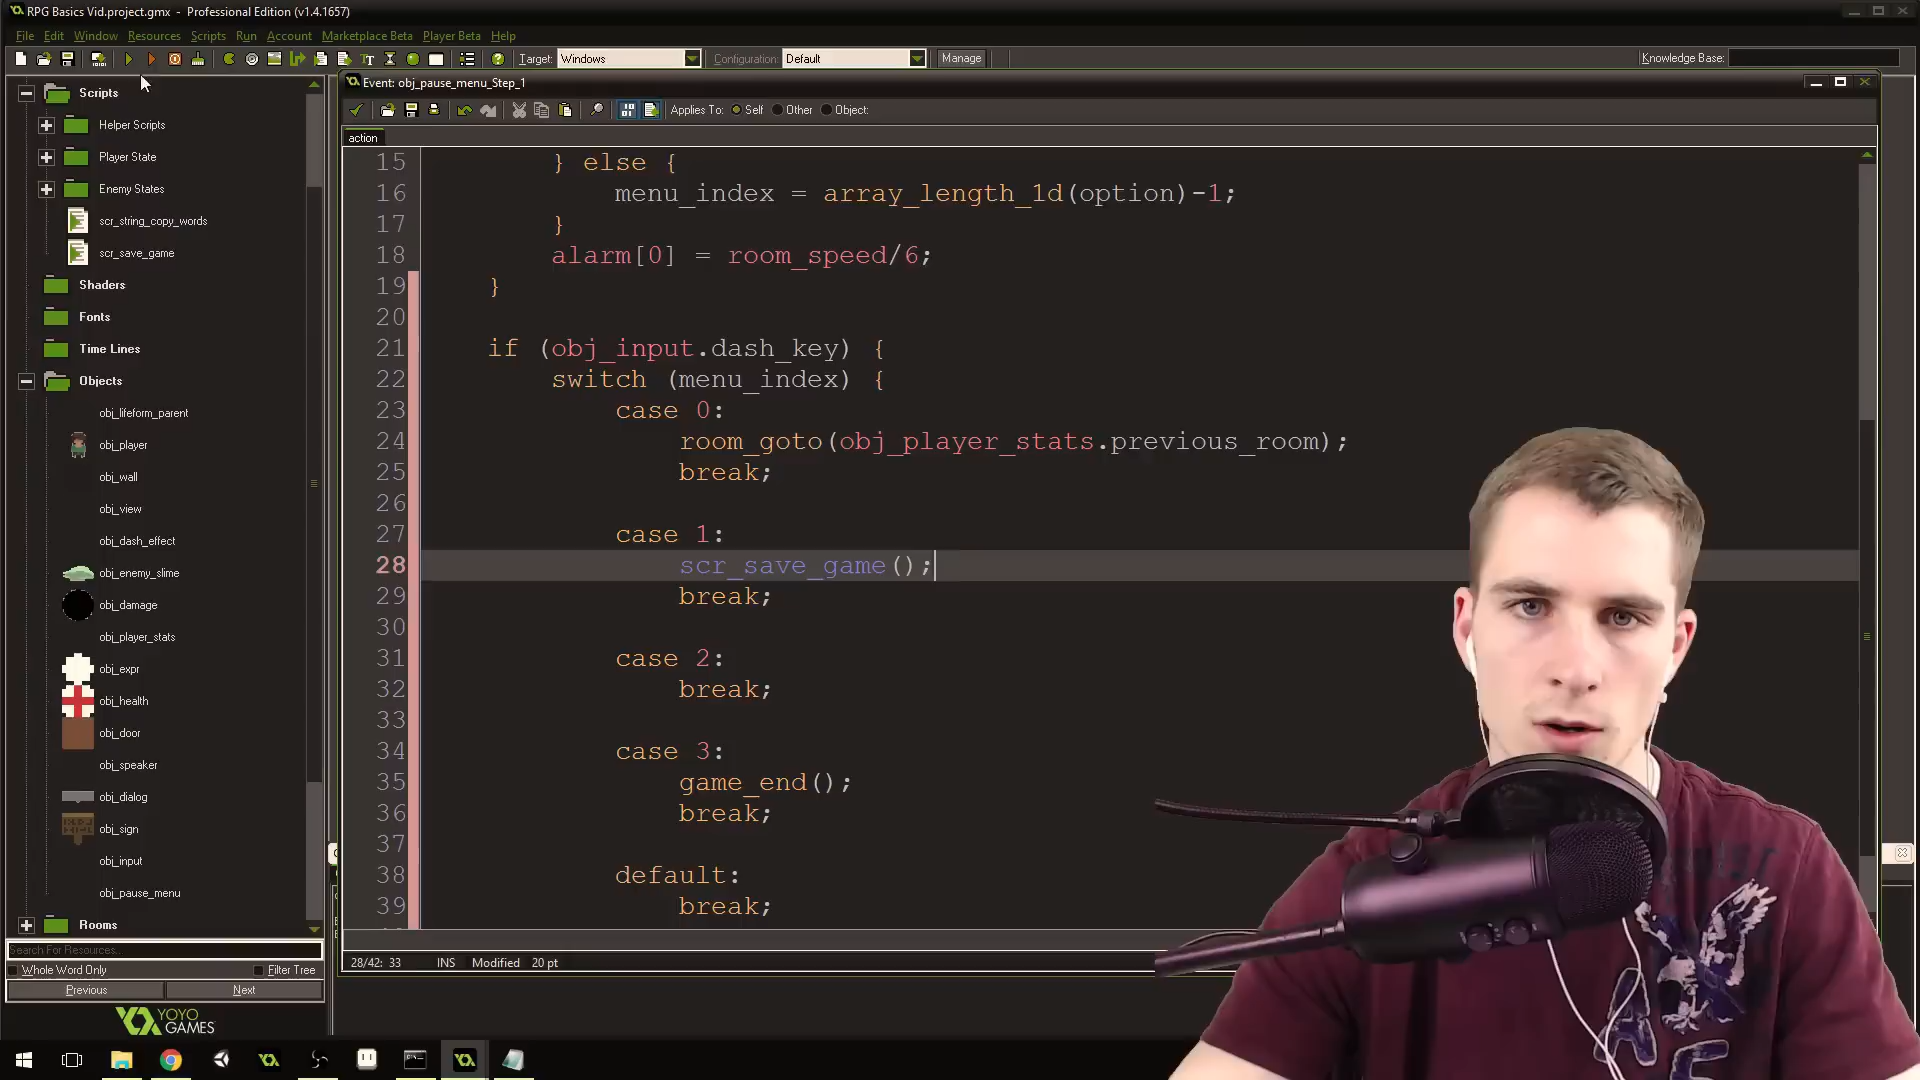 RPG Basics Vid.project.gmx - Professional Edition (v1.4.1657)
File Edit Window Resources Scripts Run Account Marketplace Beta Player Beta Help
Target: Windows Configuration: Default Manage Knowledge Base:
Scripts
Helper Scripts
Player State
Enemy States
scr_string_copy_words
scr_save_game
Shaders
Fonts
Time Lines
Objects
obj_lifeform_parent
obj_player
obj_wall
obj_view
obj_dash_effect
obj_enemy_slime
obj_damage
obj_player_stats
obj_expr
obj_health
obj_door
obj_speaker
obj_dialog
obj_sign
obj_input
obj_pause_menu
Rooms
Search For Resources..
Whole Word Only Filter Tree
Previous Next
YOYO
GAMES
Event: obj_pause_menu_Step_1
Applies To: Self Other Object:
action
15 } else {
16 menu_index = array_length_1d(option)-1;
17 }
18 alarm[0] = room_speed/6;
19 }
20
21 if (obj_input.dash_key) {
22 switch (menu_index) {
23 case 0:
24 room_goto(obj_player_stats.previous_room);
25 break;
26
27 case 1:
28 scr_save_game();
29 break;
30
31 case 2:
32 break;
33
34 case 3:
35 game_end();
36 break;
37
38 default:
39 break;
28/42: 33 INS Modified 20 pt